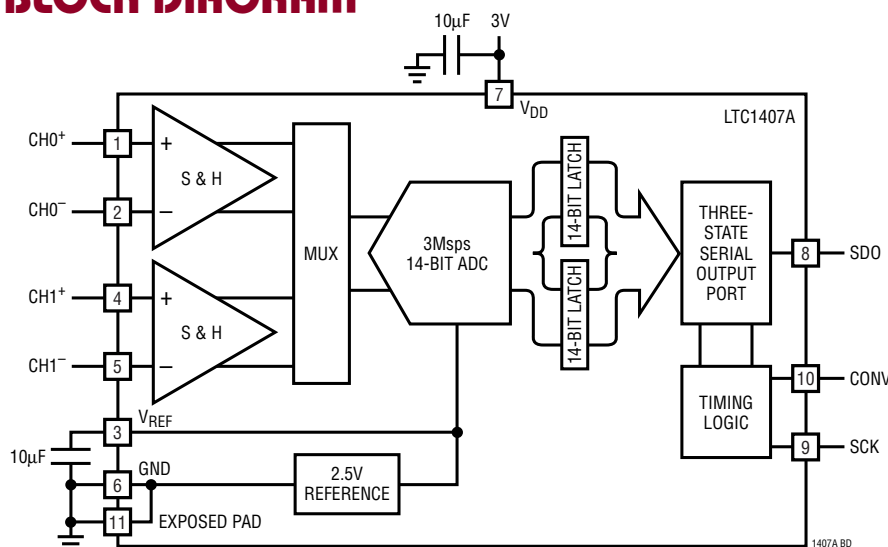 BLOCK DIAGRAM
10µF
3V
7
VDD
LTC1407A
CH0+
1
+
S & H
CH0–
2
–
CH1+
4
+
S & H
CH1–
5
–
MUX
3Msps
14-BIT ADC
14-BIT LATCH
14-BIT LATCH
THREE-
STATE
SERIAL
OUTPUT
PORT
8
SDO
10
CONV
TIMING
LOGIC
9
SCK
VREF
3
10µF
GND
6
2.5V
REFERENCE
11
EXPOSED PAD
1407A BD